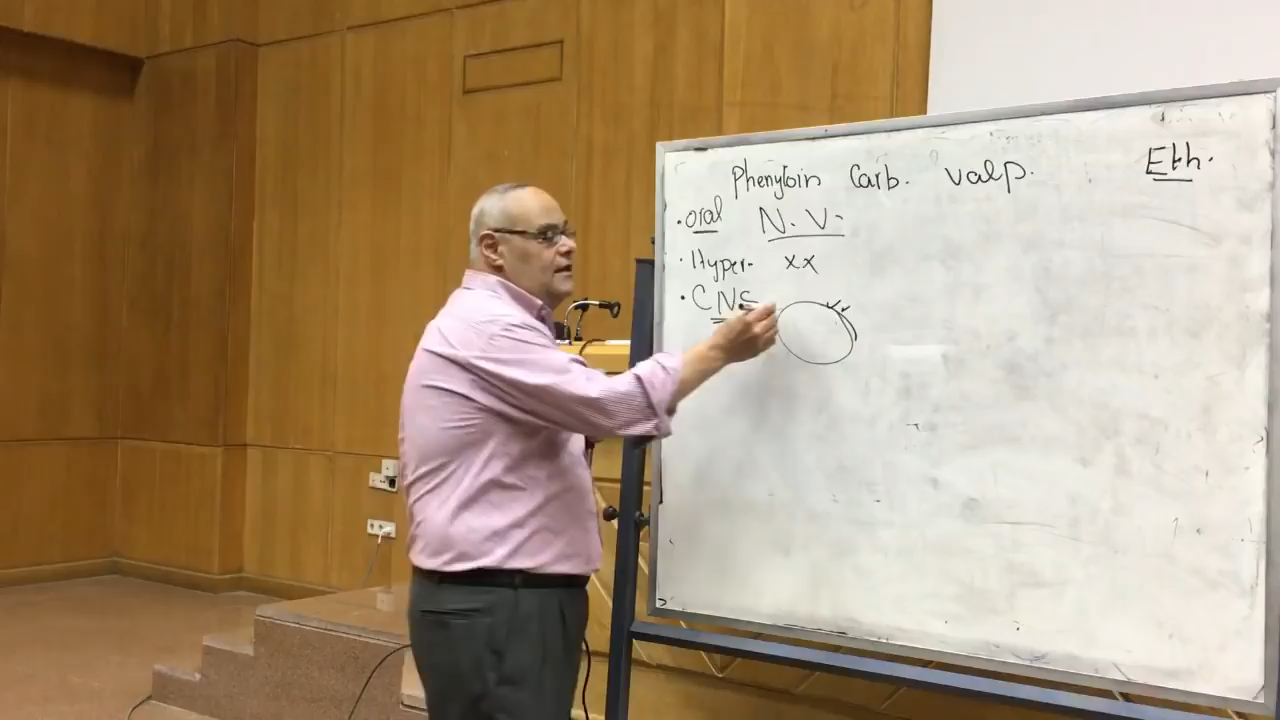 Phenytoin Carb. valp. Eth.
• oral N. V.
• Hyper. xx
• CNS